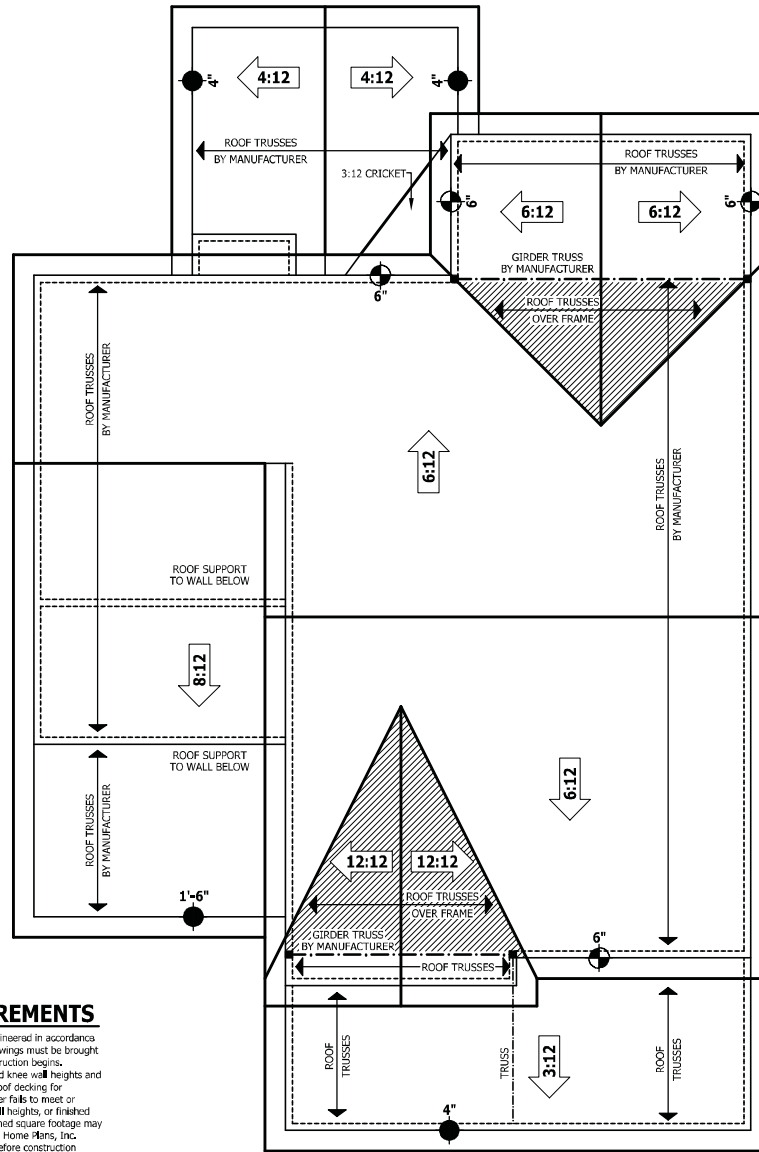 4"
4:12
4:12
4"
ROOF TRUSSES
BY MANUFACTURER
3:12 CRICKET
ROOF TRUSSES
BY MANUFACTURER
6"
6:12
6:12
6"
GIRDER TRUSS
BY MANUFACTURER
6"
ROOF TRUSSES
OVER FRAME
ROOF TRUSSES
BY MANUFACTURER
6:12
ROOF TRUSSES
BY MANUFACTURER
ROOF SUPPORT
TO WALL BELOW
8:12
ROOF SUPPORT
TO WALL BELOW
6:12
ROOF TRUSSES
BY MANUFACTURER
12:12
12:12
1'-6"
ROOF TRUSSES
OVER FRAME
GIRDER TRUSS
BY MANUFACTURER
6"
ROOF TRUSSES
REMENTS
ineered in accordance
wings must be brought
ruction begins.
d knee wall heights and
oof decking for
er fails to meet or
ll heights, or finished
hed square footage may
Home Plans, Inc.
efore construction
ROOF
TRUSSES
TRUSS
3:12
ROOF
TRUSSES
4"